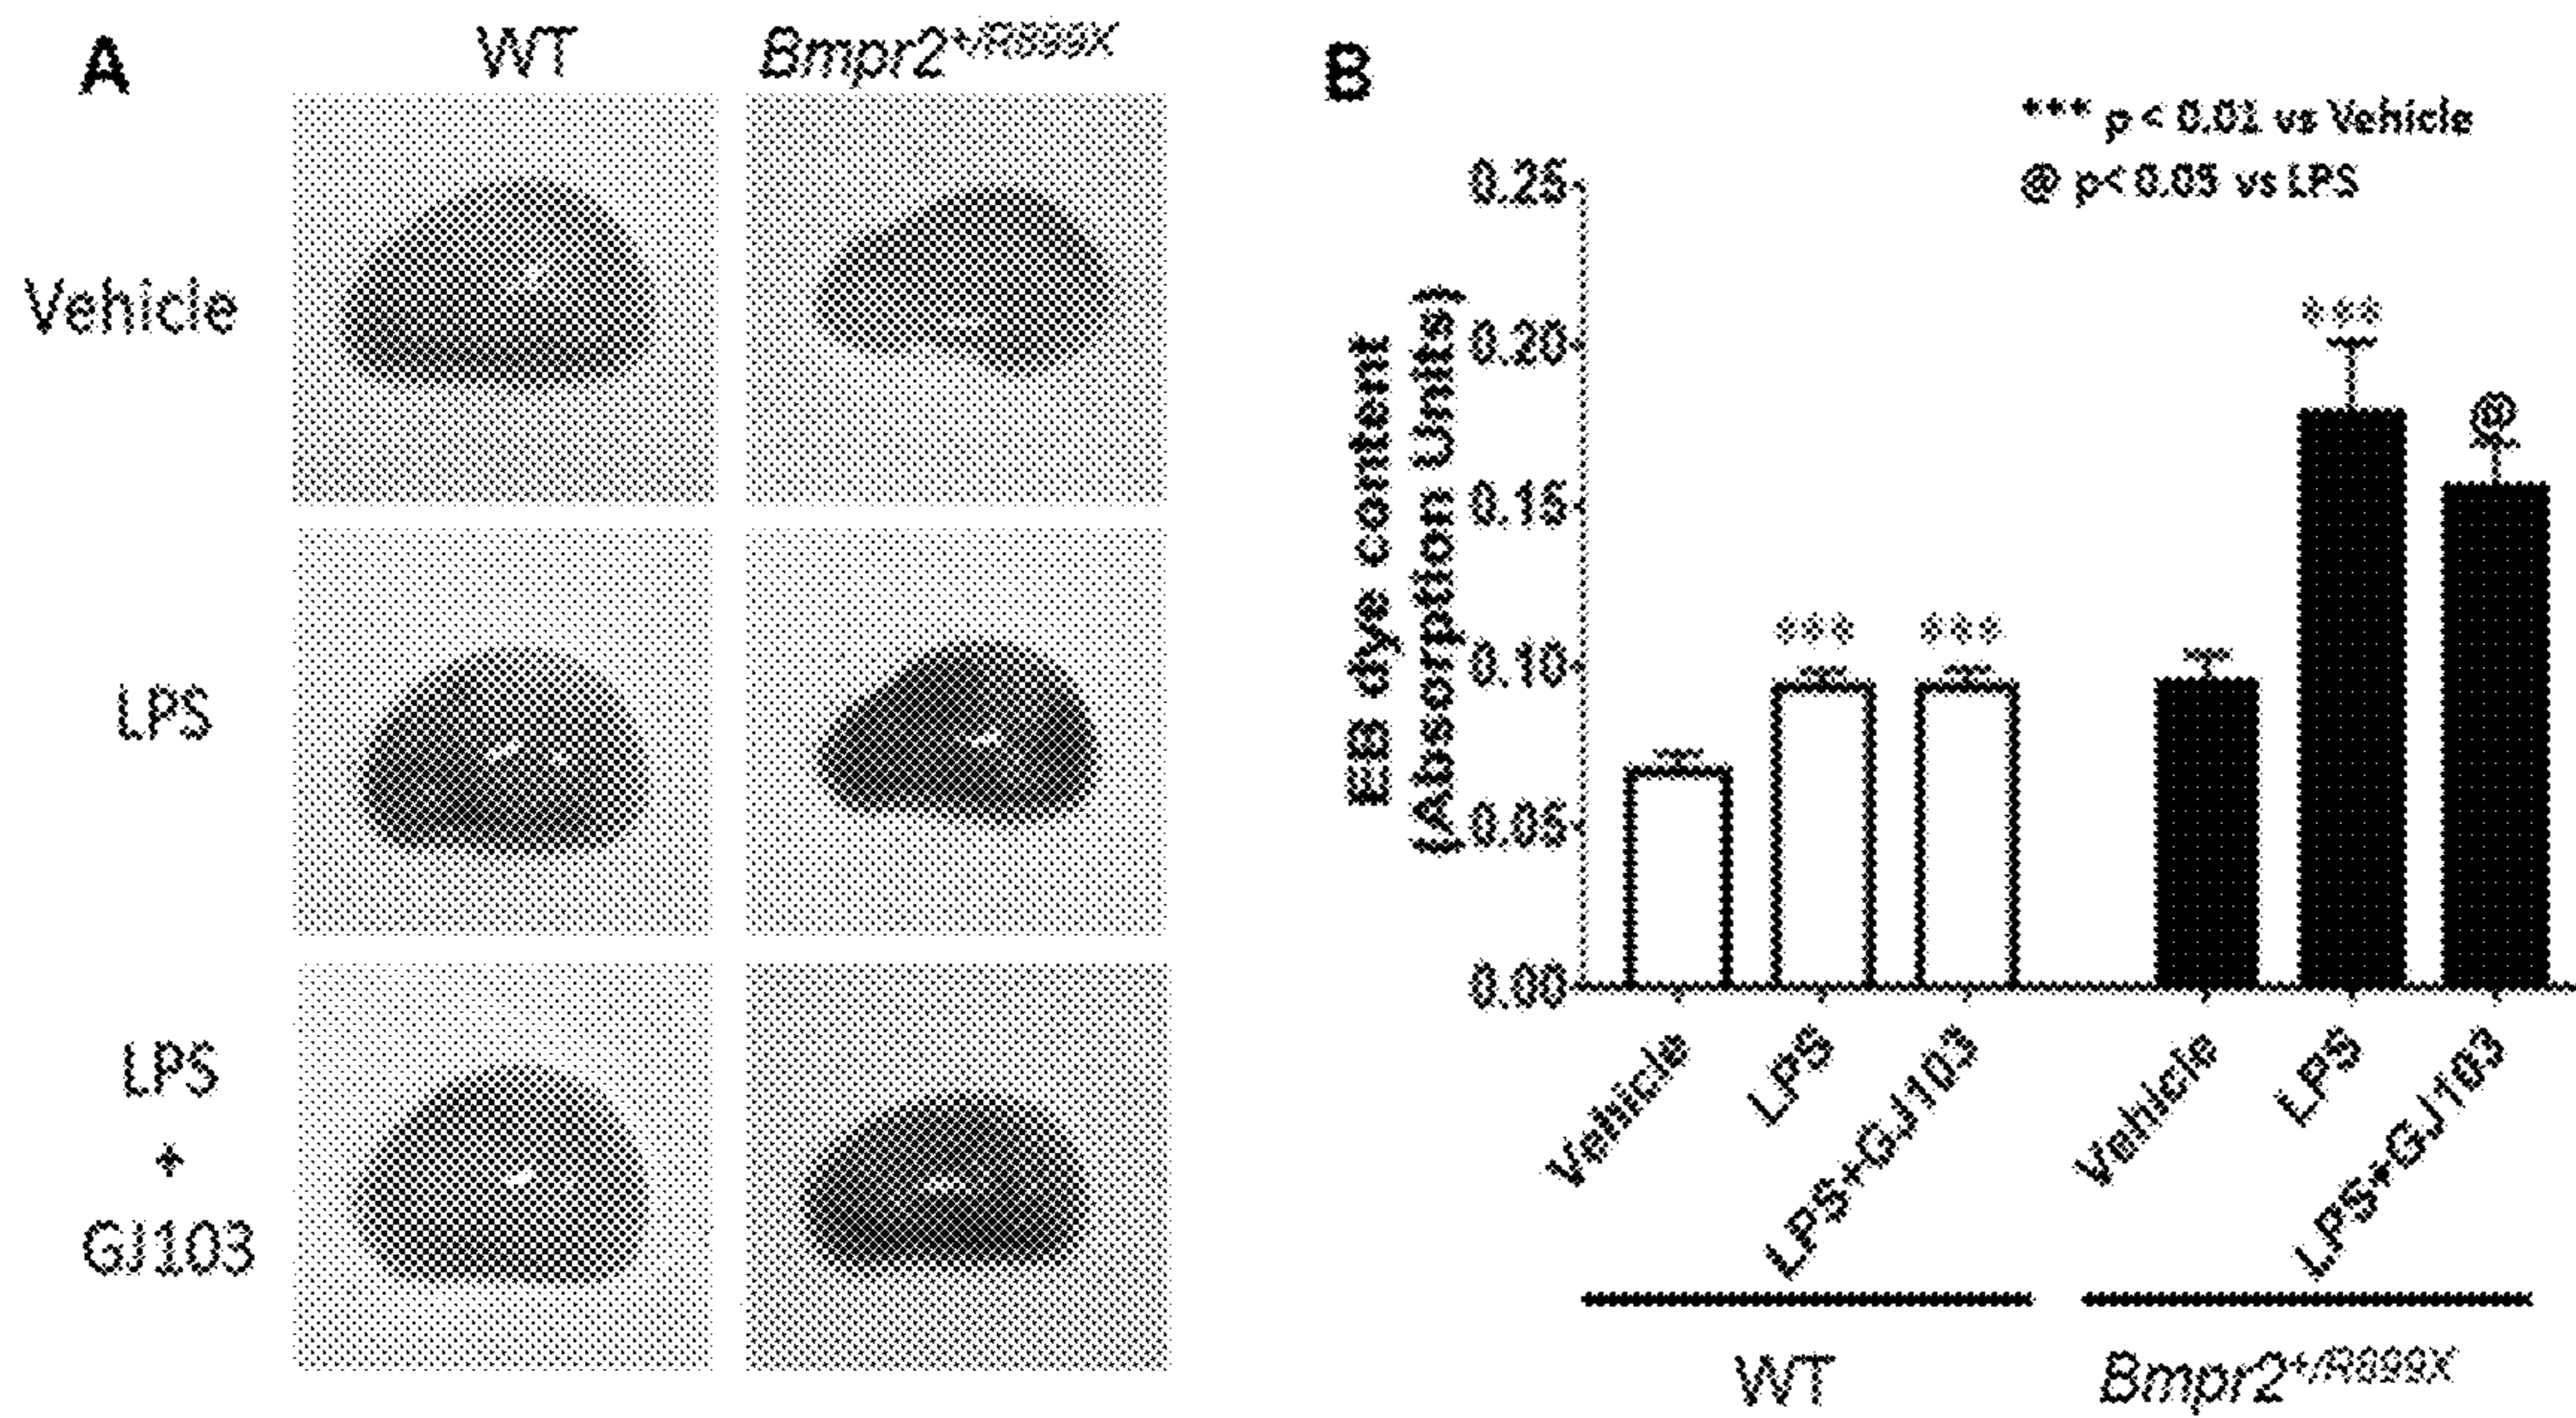 A
WT
Bmpr2+/R899X
Vehicle
LPS
LPS
+
GJ103
B
*** p < 0.01 vs Vehicle
@ p< 0.05 vs LPS
EB dye content
(Absorption Units)
0.25
0.20
0.15
0.10
0.05
0.00
***
***
***
@
Vehicle
LPS
LPS+GJ103
Vehicle
LPS
LPS+GJ103
WT
Bmpr2+/R899X